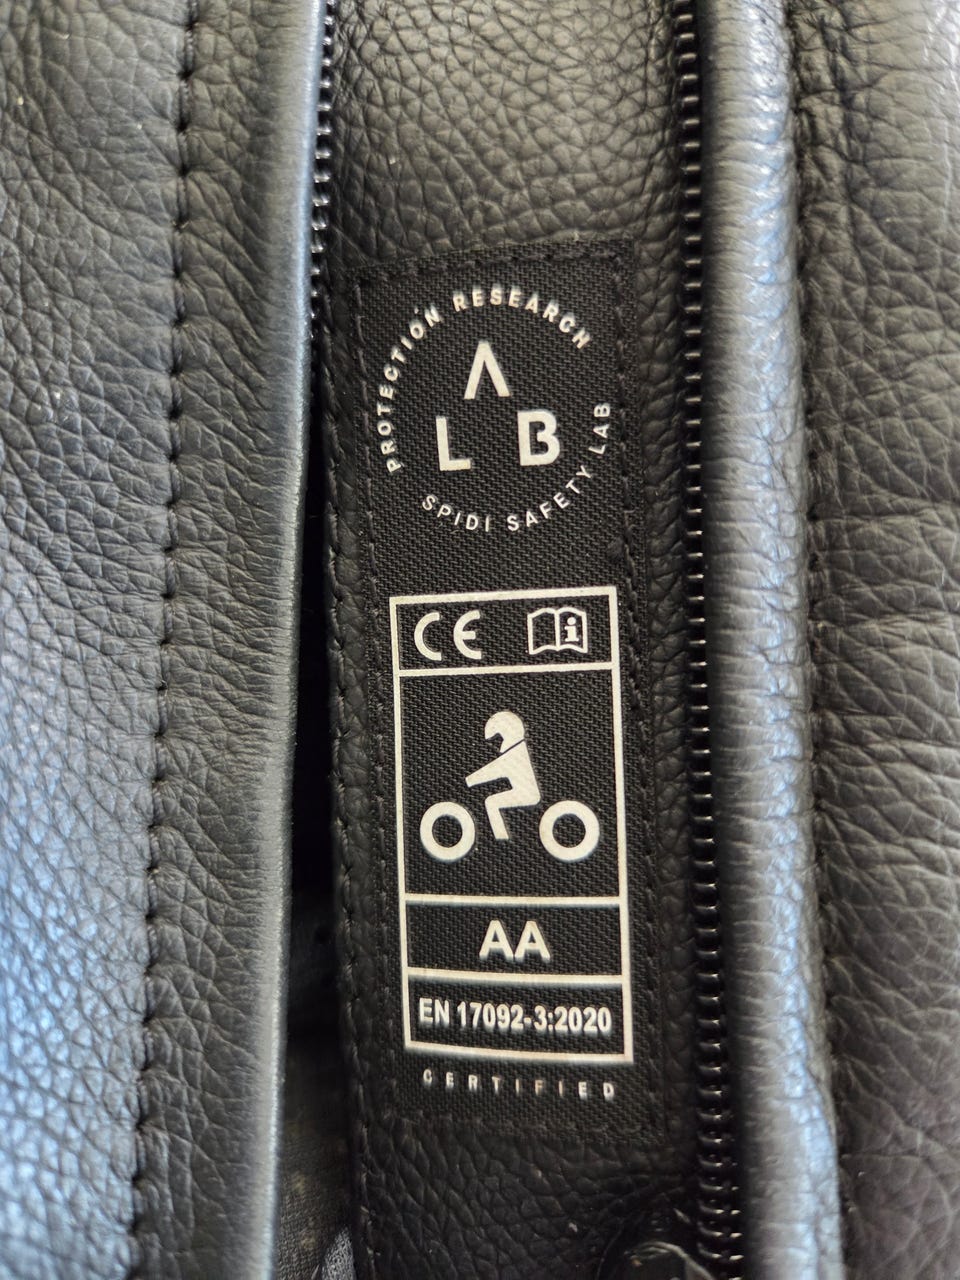 PROTECTION RESEARCH
Λ
L B
SPIDI SAFETY LAB
CE i
AA
EN 17092-3:2020
CERTIFIED